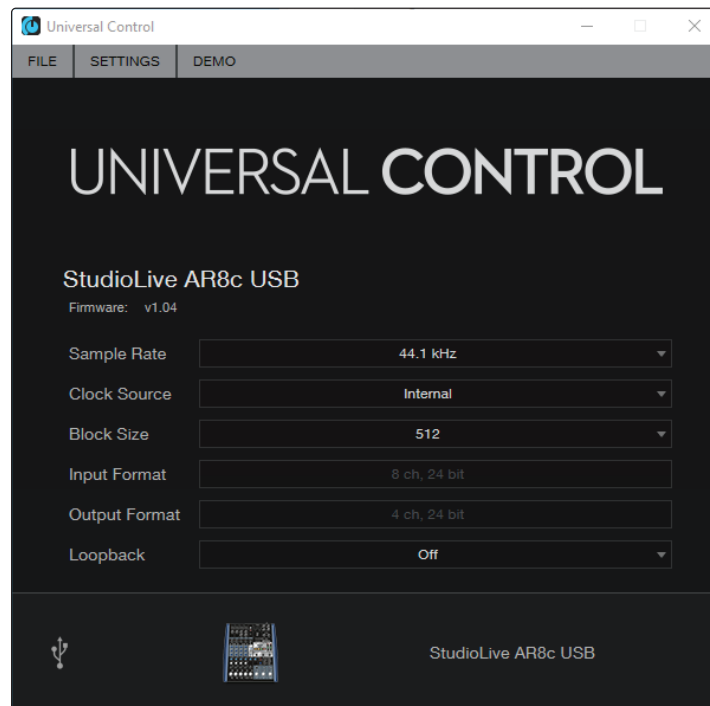 Universal Control
FILE SETTINGS DEMO
UNIVERSAL CONTROL
StudioLive AR8c USB
Firmware: v1.04
Sample Rate 44.1 kHz
Clock Source Internal
Block Size 512
Input Format 8 ch, 24 bit
Output Format 4 ch, 24 bit
Loopback Off
StudioLive AR8c USB